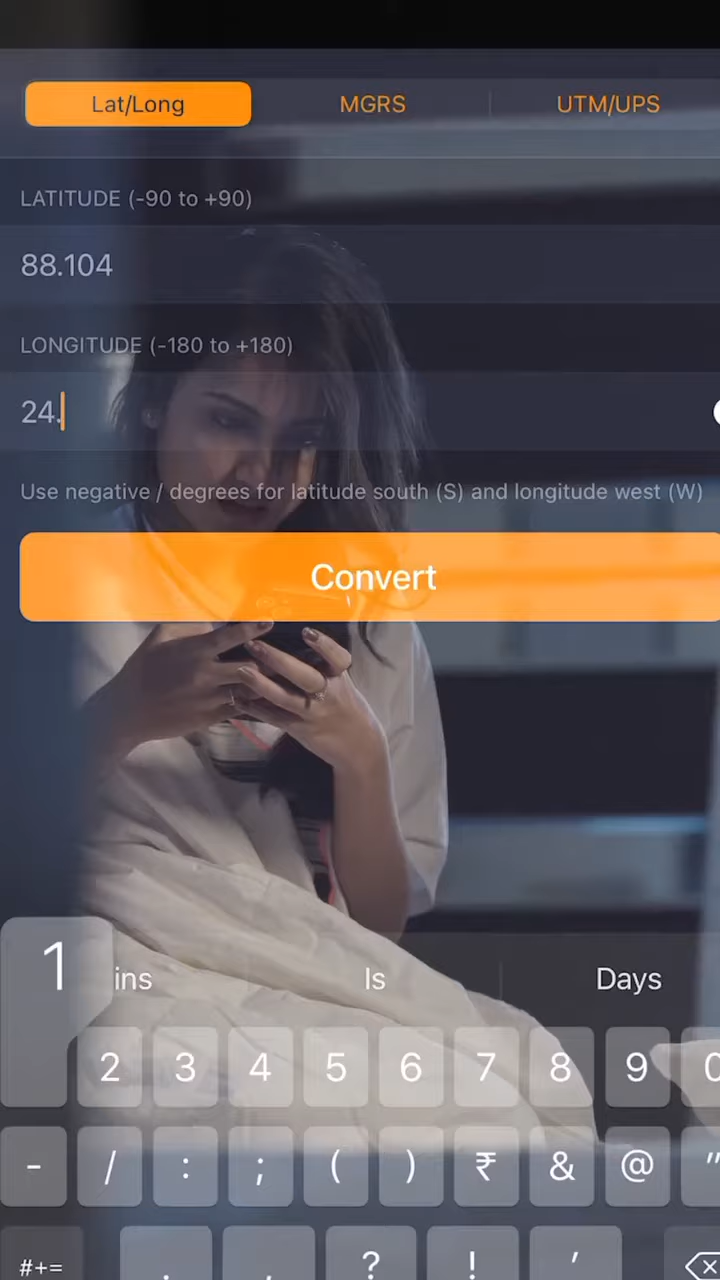 Lat/Long MGRS UTM/UPS
LATITUDE (-90 to +90)
88.104
LONGITUDE (-180 to +180)
24.
Use negative / degrees for latitude south (S) and longitude west (W)
Convert
1 ins Is Days
2 3 4 5 6 7 8 9 0
- / : ; ( ) ₹ & @ "
#+= . , ? ! '